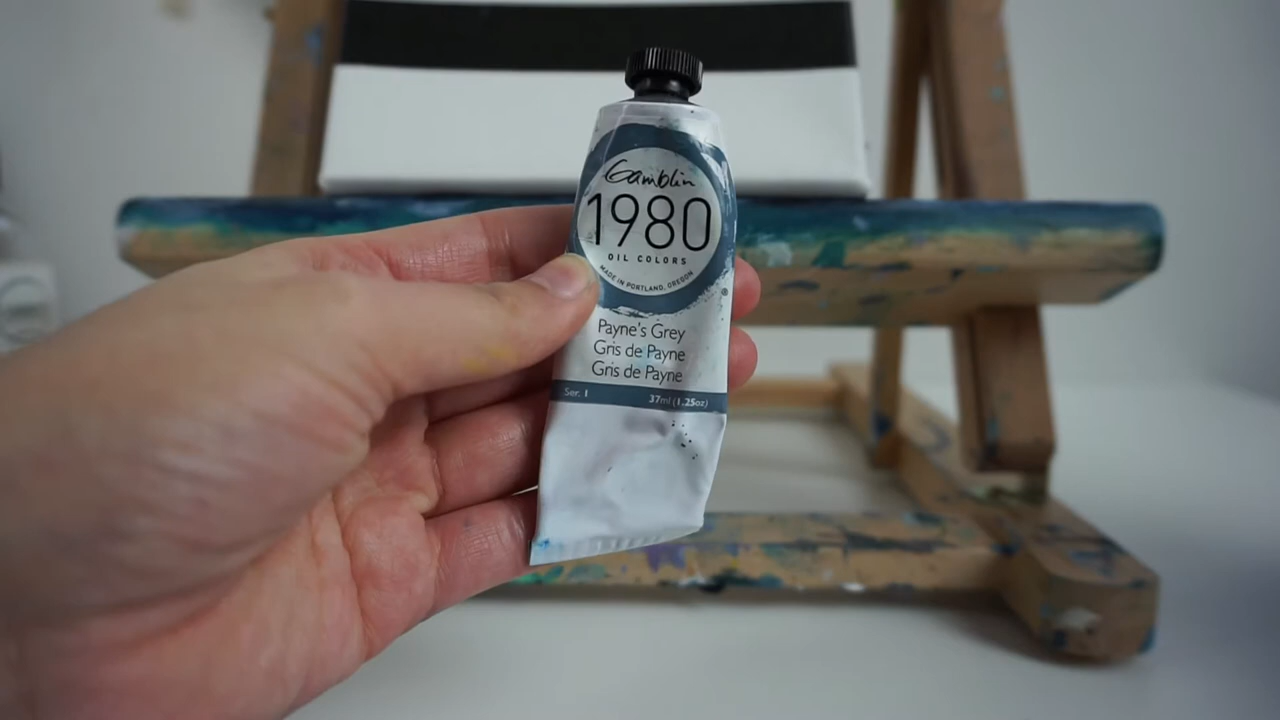 Gamblin
1980
OIL COLORS
MADE IN PORTLAND, OREGON
®
Payne's Grey
Gris de Payne
Gris de Payne
Ser. 1 37ml (1.25oz)